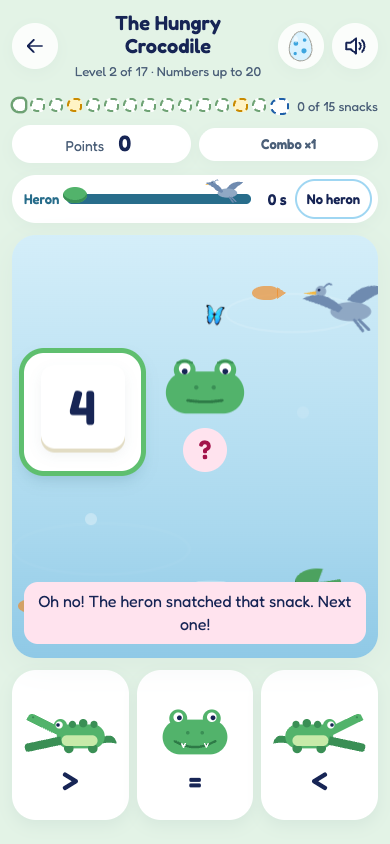 The Hungry
Crocodile
Level 2 of 17 · Numbers up to 20
0 of 15 snacks
Points 0
Combo ×1
Heron
0 s
No heron
4
?
Oh no! The heron snatched that snack. Next
one!
>
=
<